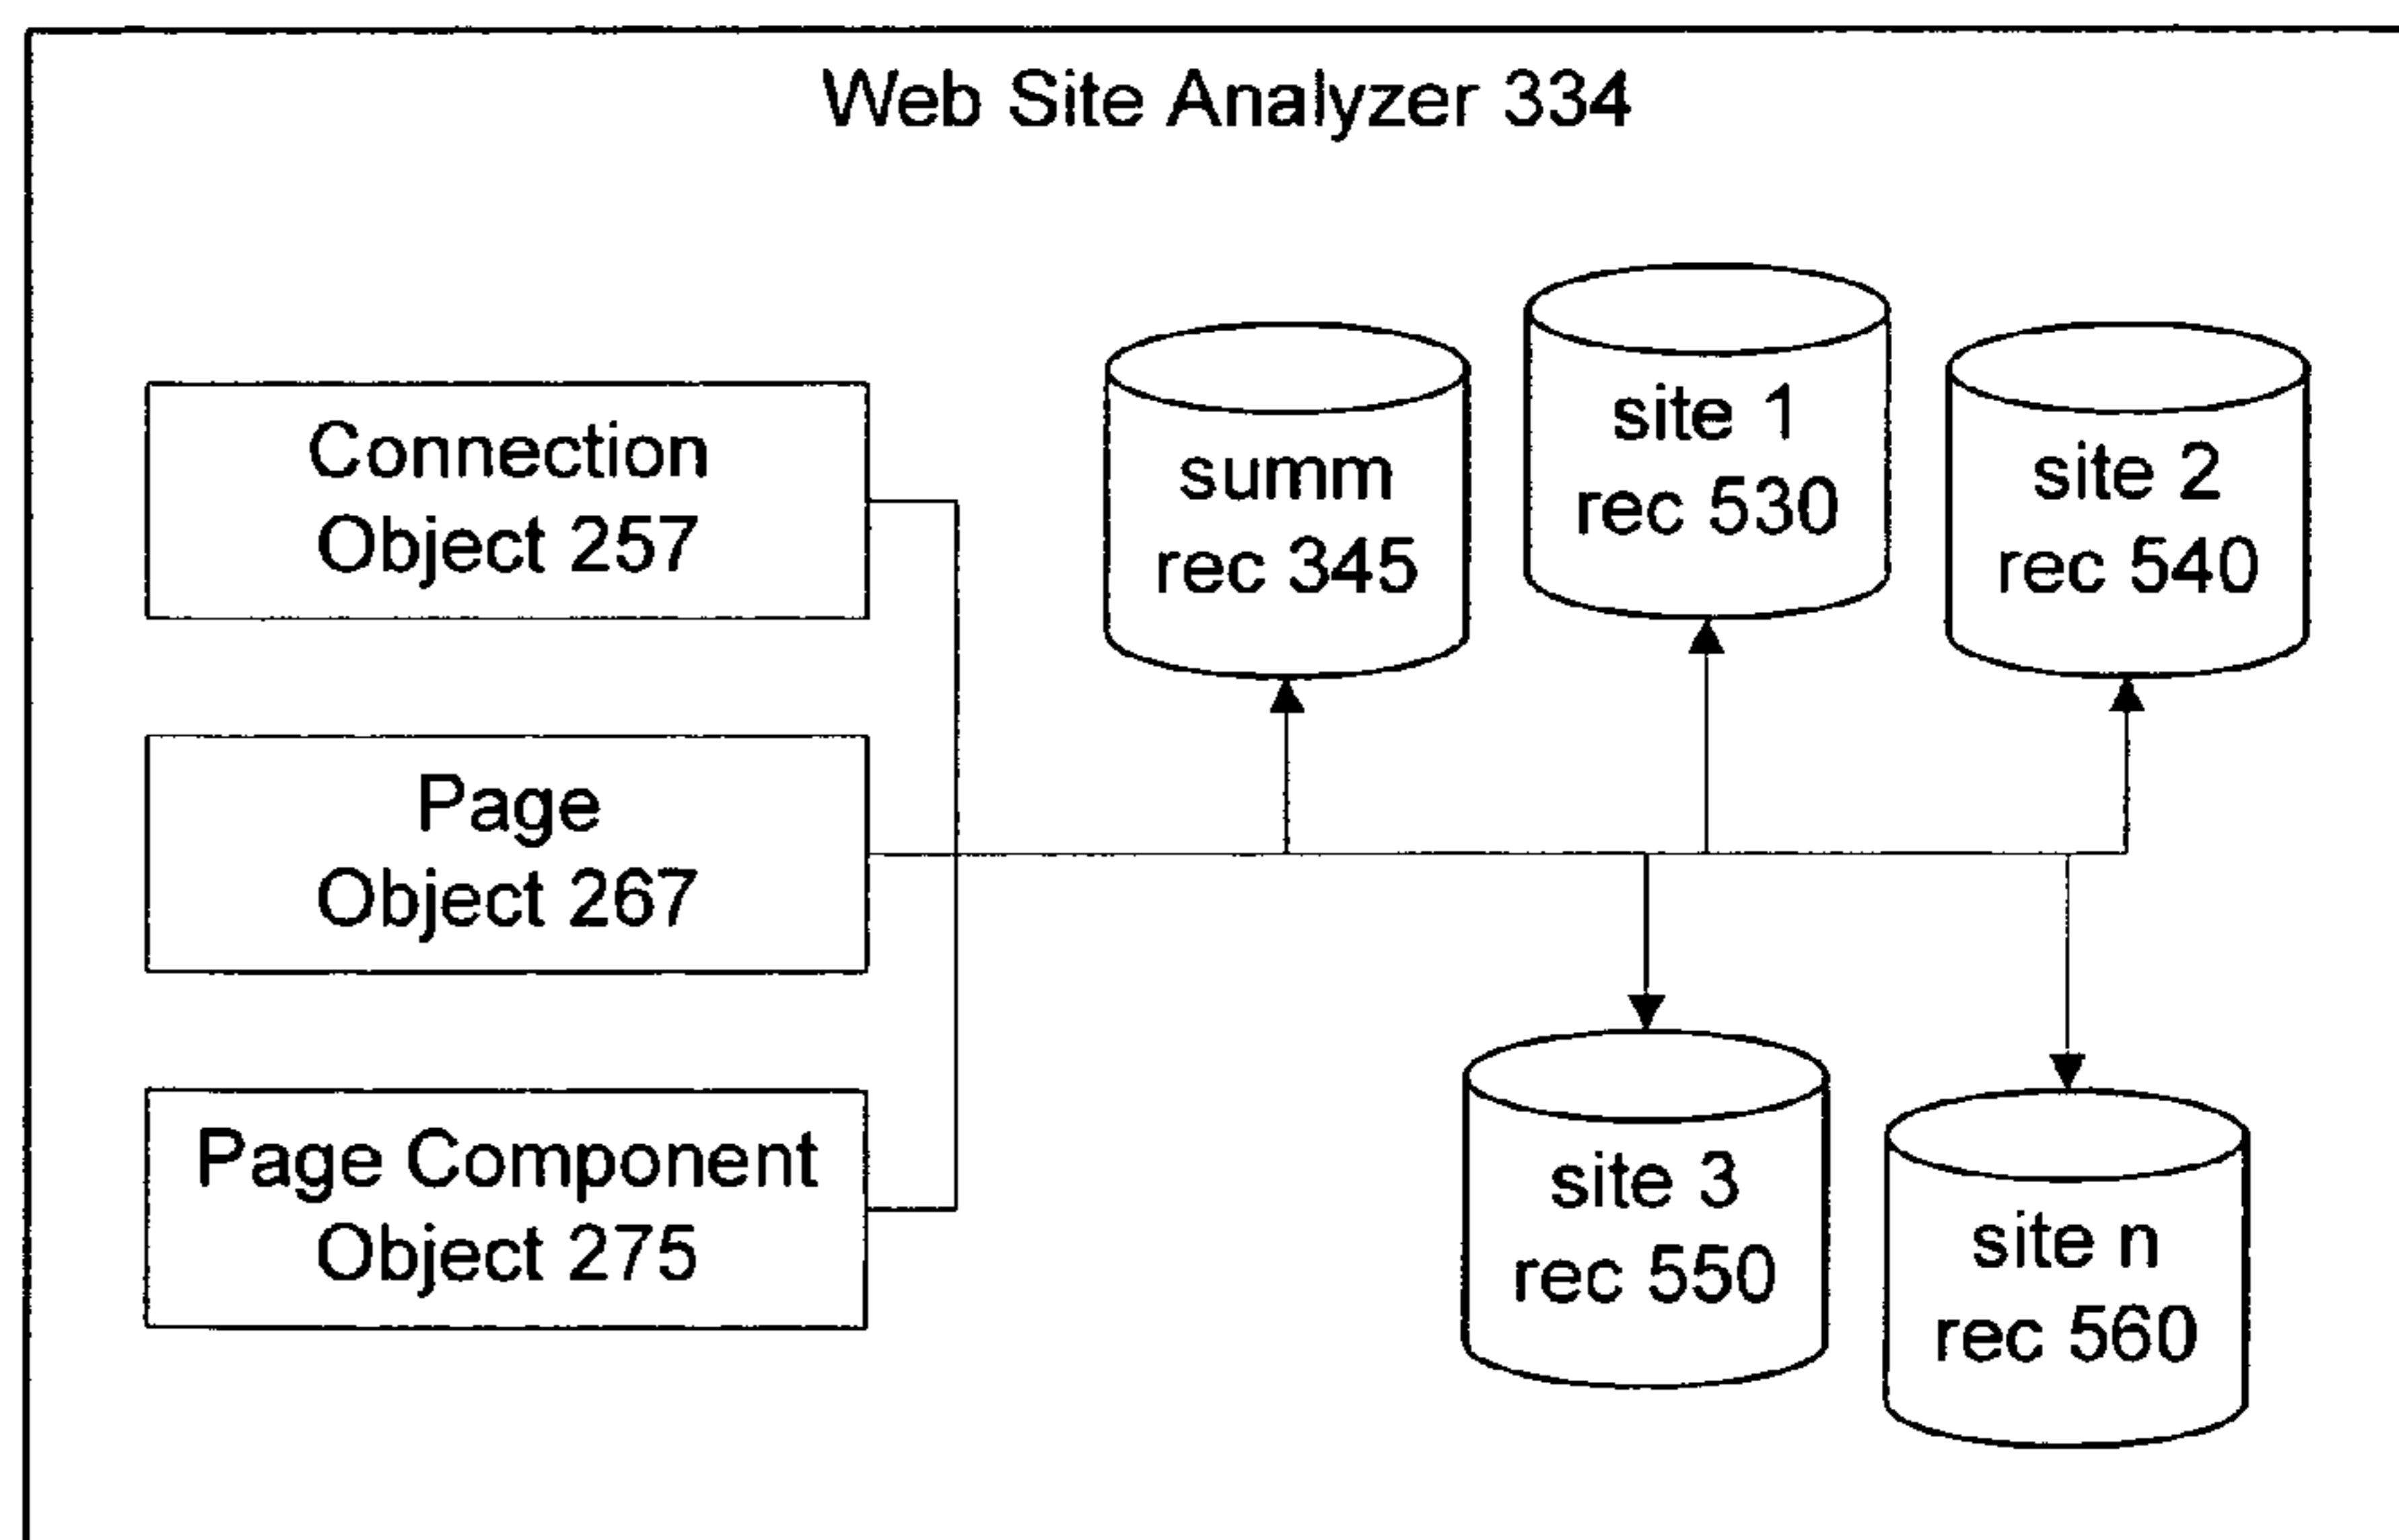 Web Site Analyzer 334
Connection
Object 257
Page
Object 267
Page Component
Object 275
summ
rec 345
site 1
rec 530
site 2
rec 540
site 3
rec 550
site n
rec 560